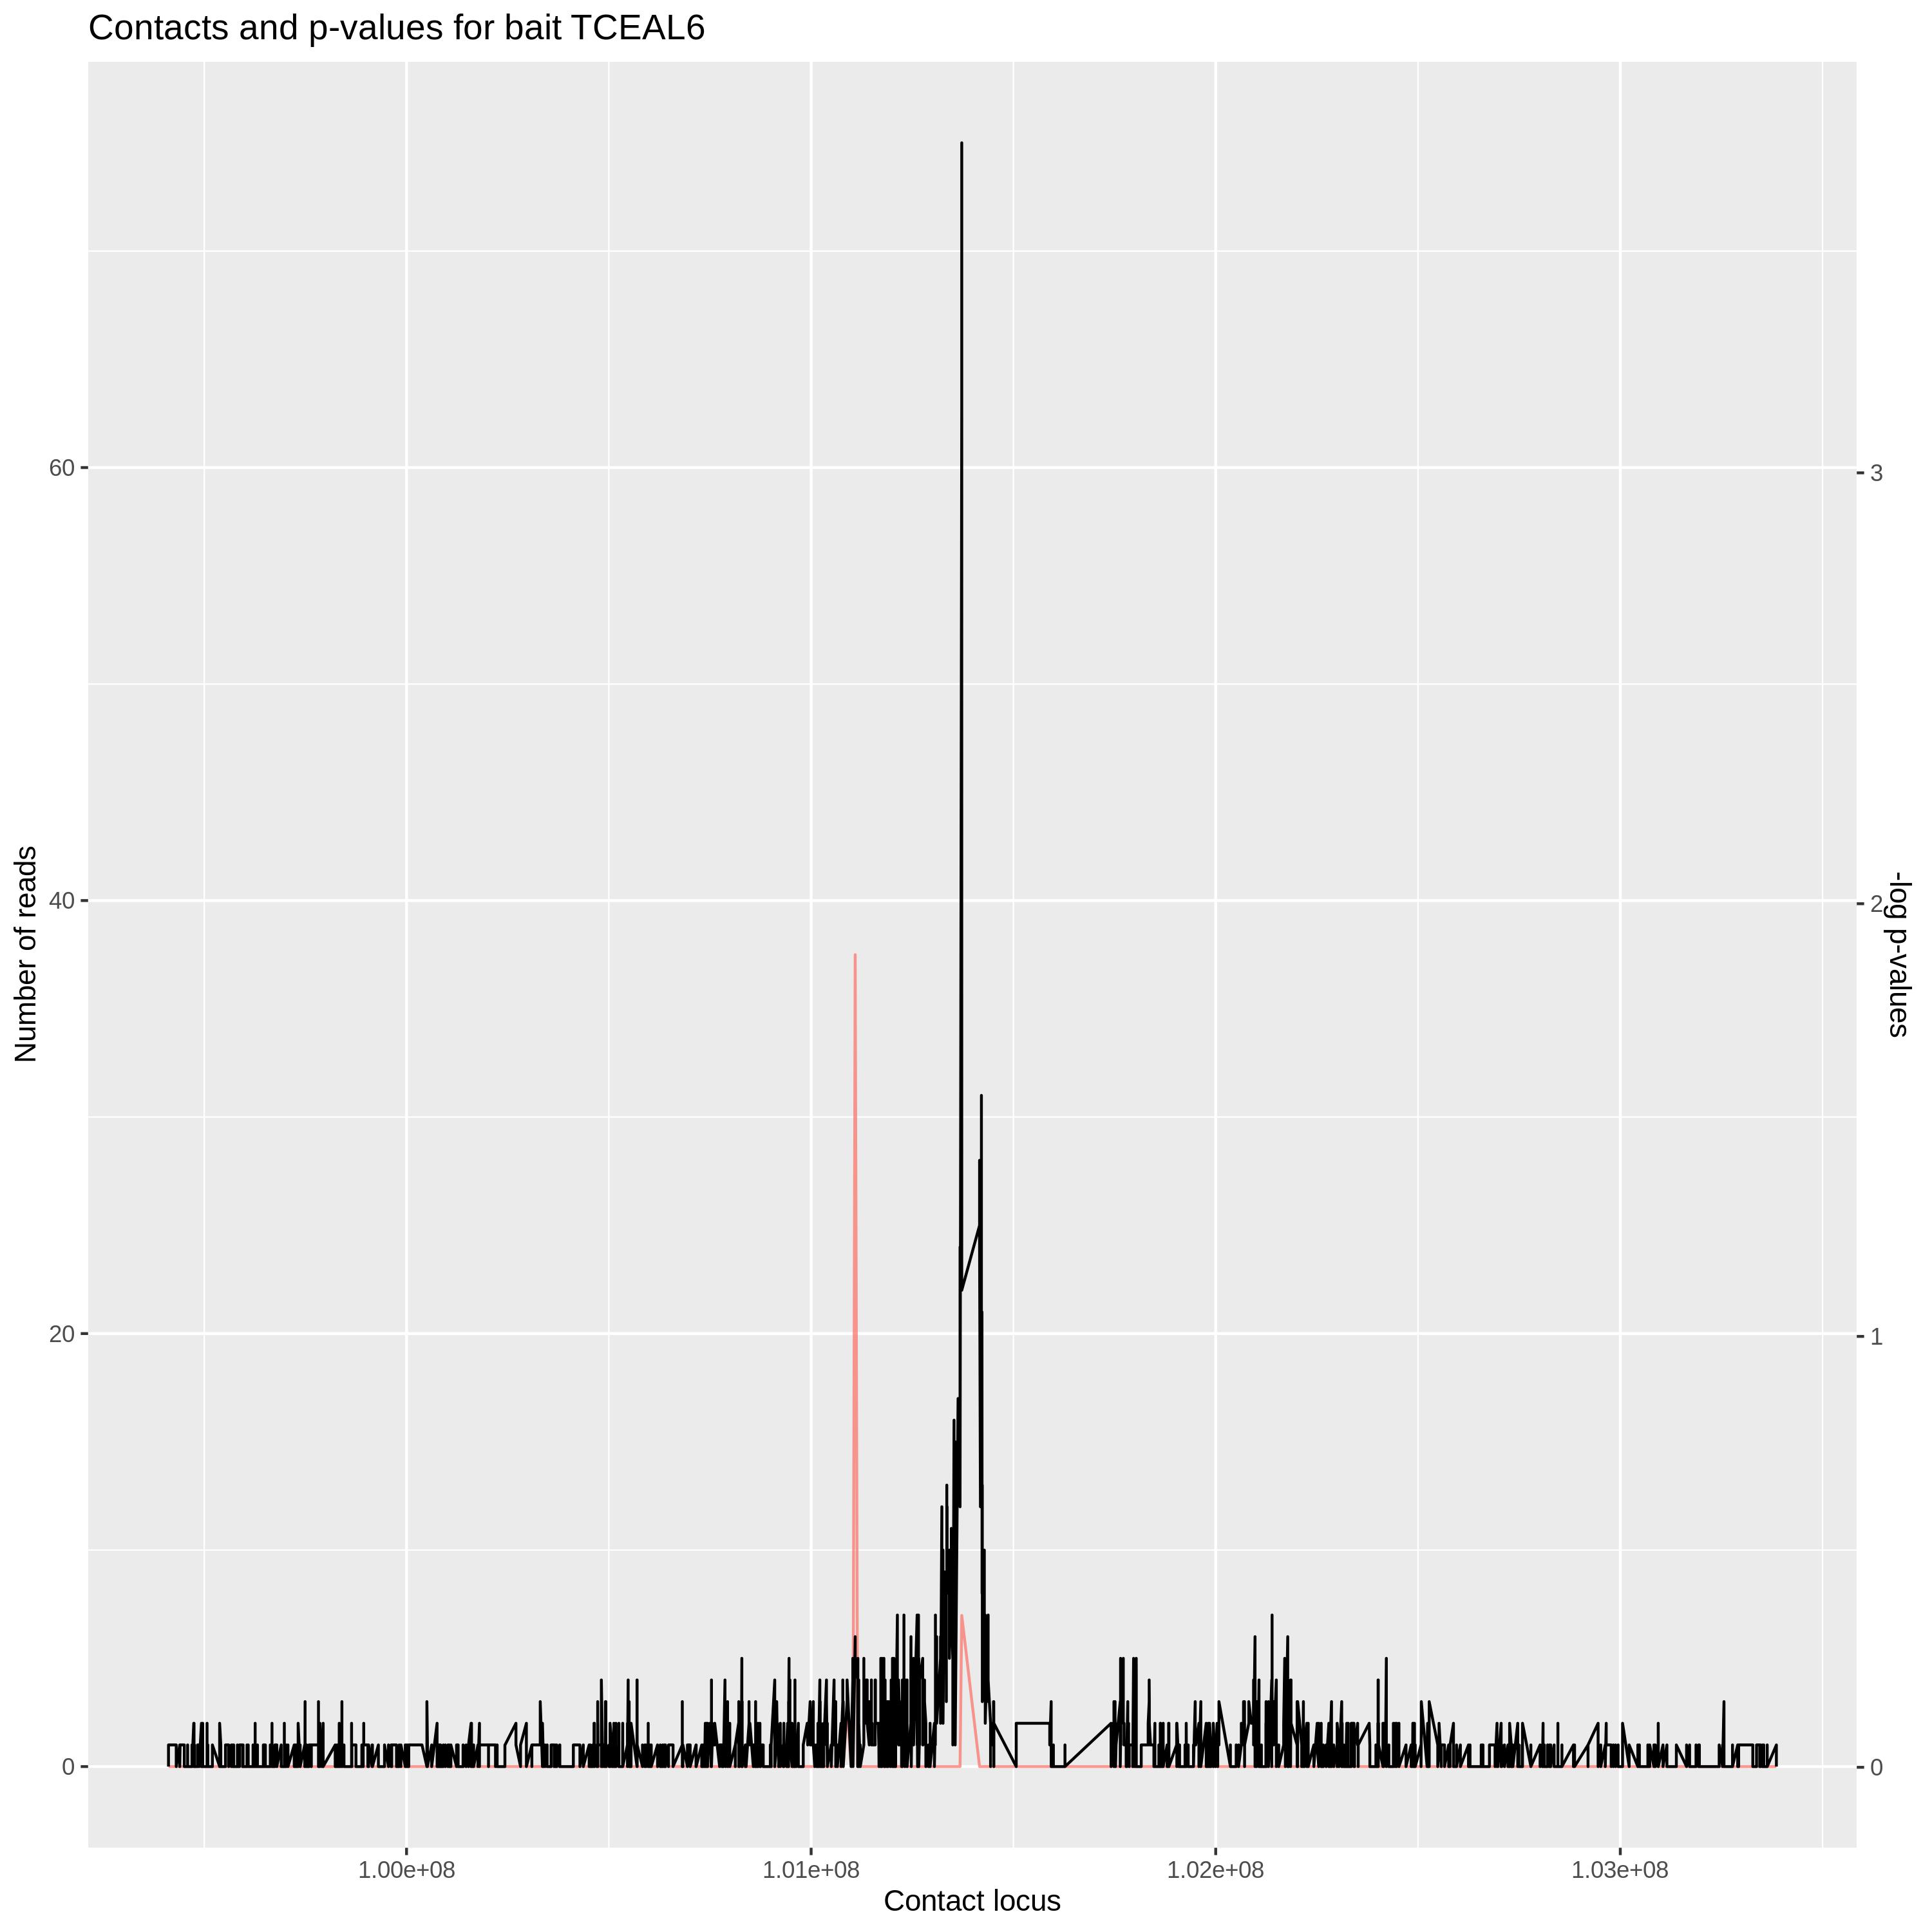 Contacts and p-values for bait TCEAL6
Number of reads
60
40
20
0
3
2
1
0
-log p-values
1.00e+08 1.01e+08 1.02e+08 1.03e+08
Contact locus